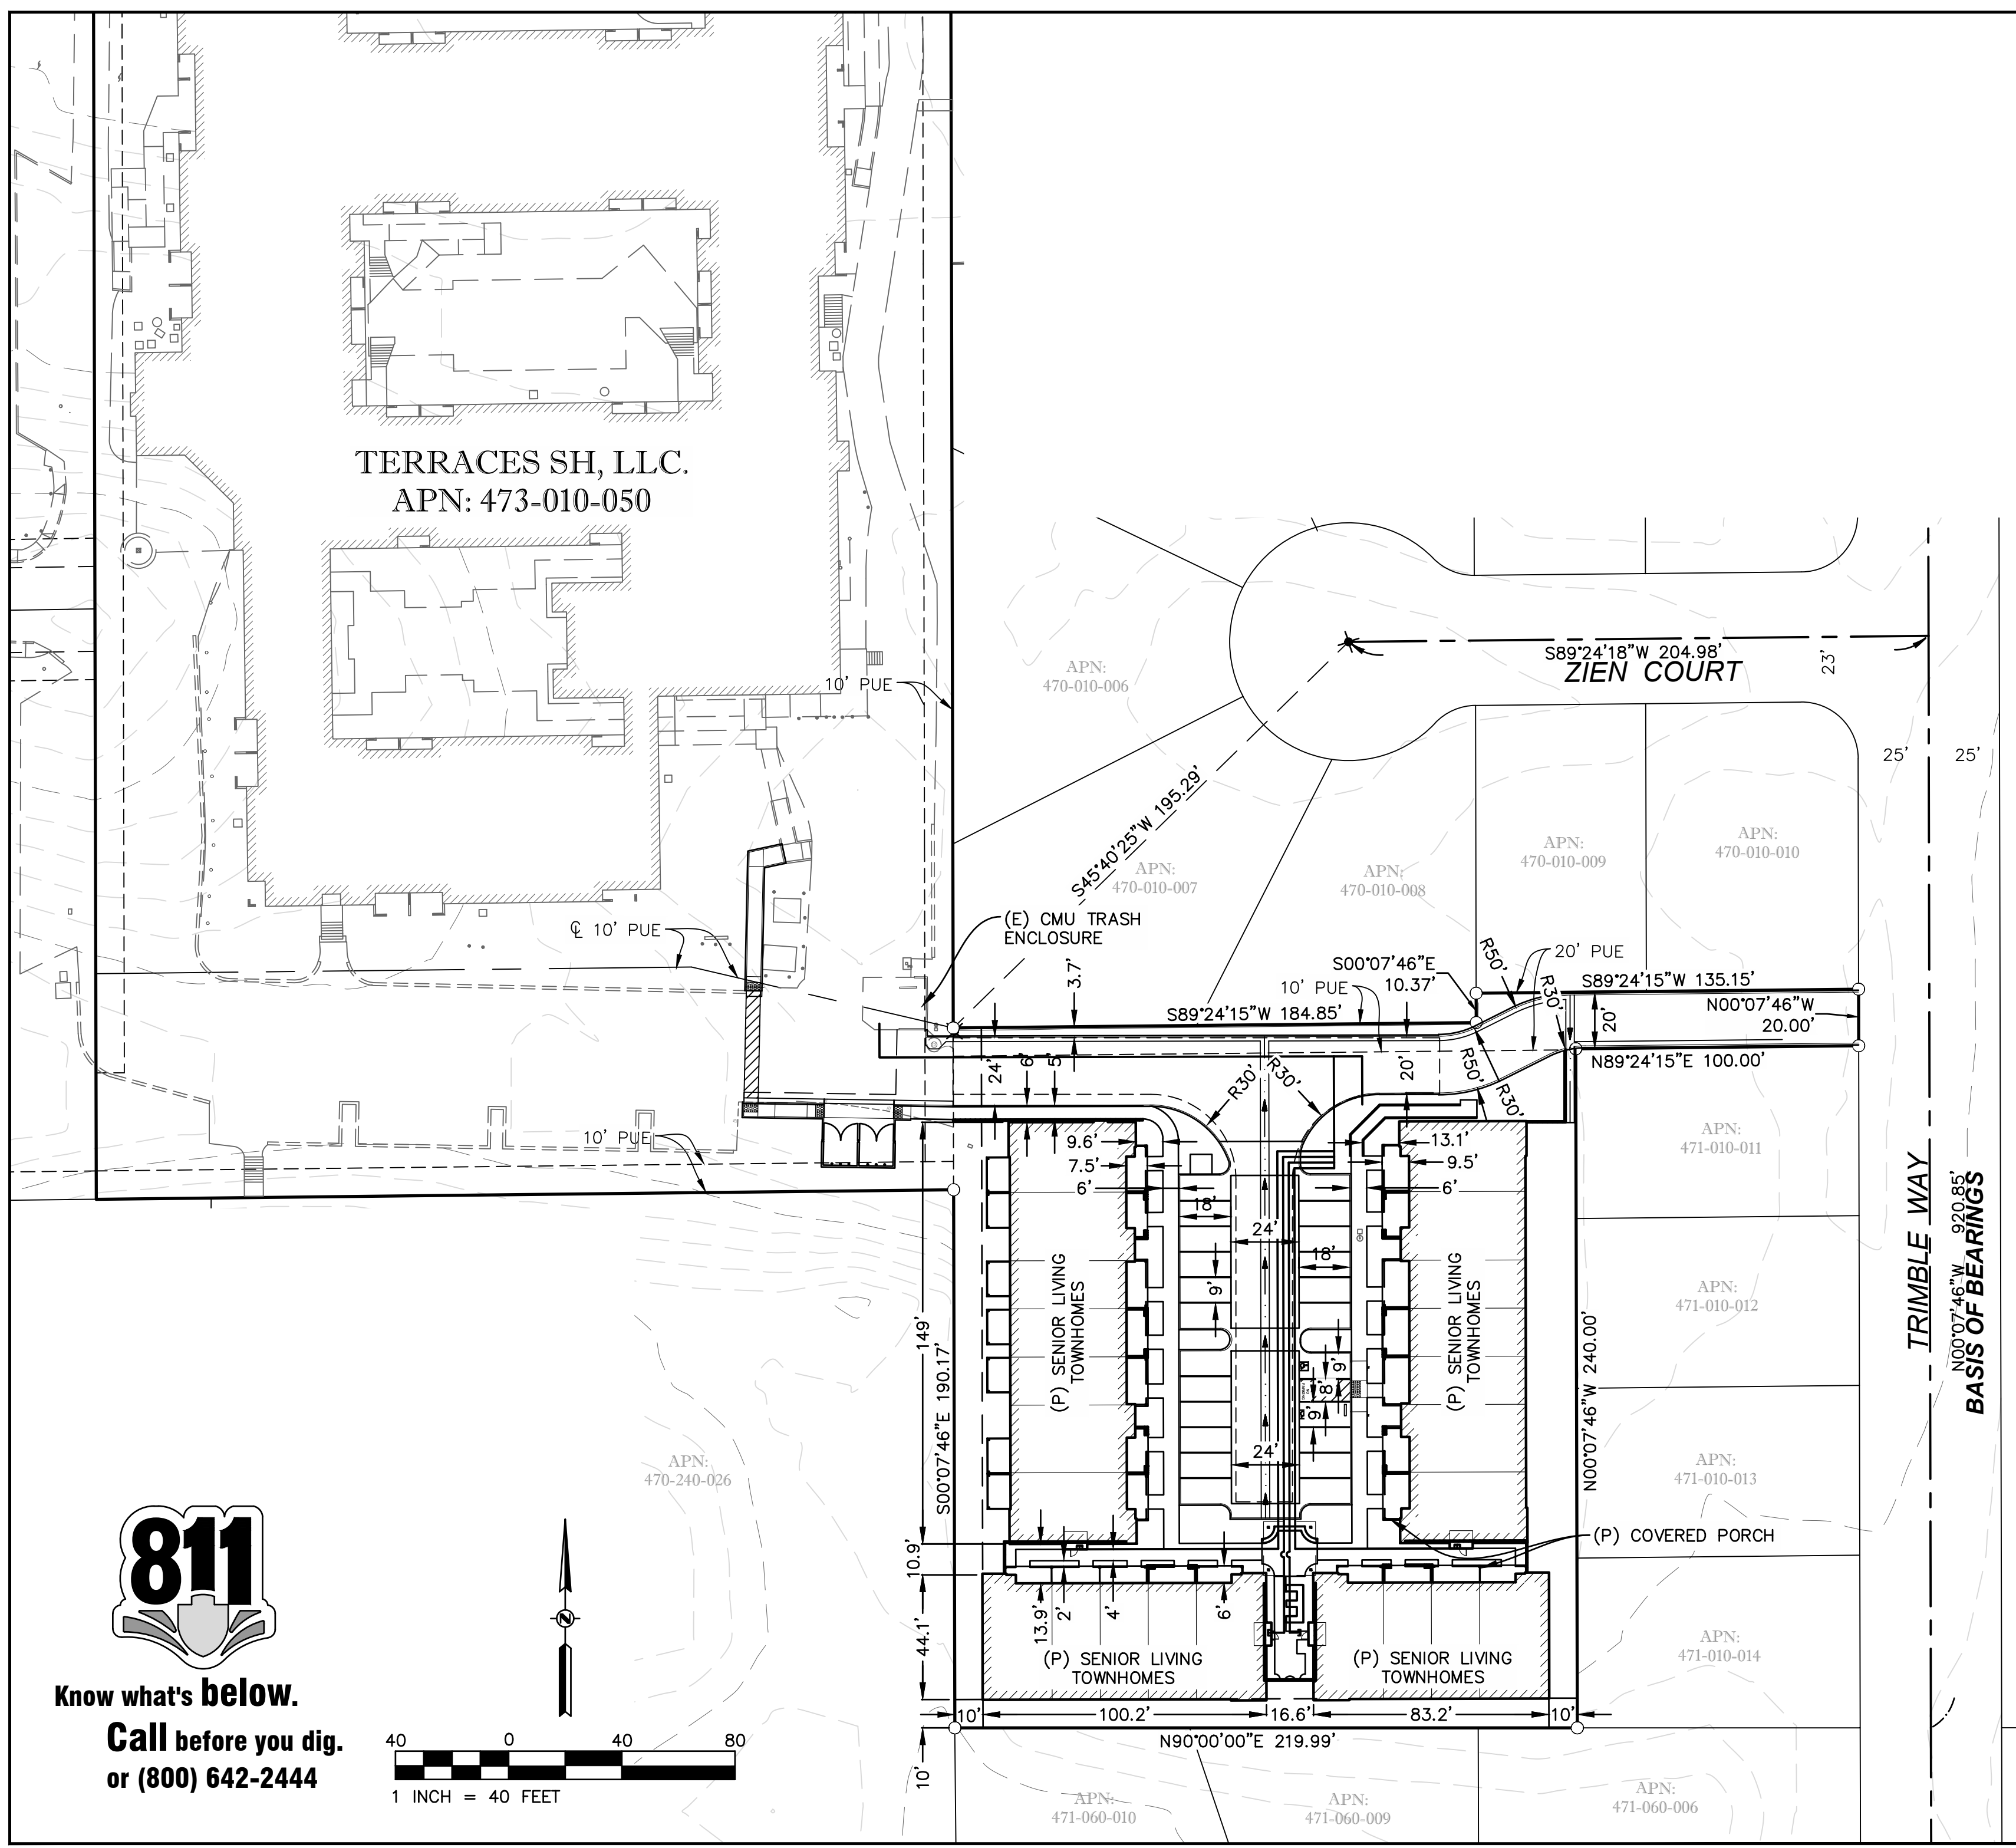 TERRACES SH, LLC.
APN: 473-010-050
10' PUE
APN:
470-010-006
S89°24'18"W 204.98'
ZIEN COURT
23'
25'
25'
S45°40'25"W 195.29'
APN:
470-010-007
APN:
470-010-008
APN:
470-010-009
APN:
470-010-010
(E) CMU TRASH
ENCLOSURE
℄ 10' PUE
3.7'
S00°07'46"E
10.37'
R50'
20' PUE
10' PUE
R30'
S89°24'15"W 135.15'
N00°07'46"W
20.00'
S89°24'15"W 184.85'
20'
N89°24'15"E 100.00'
24'
6'
5'
R30'
R30'
20'
R50'
R30'
10' PUE
9.6'
7.5'
6'
13.1'
9.5'
6'
18'
24'
18'
9'
APN:
471-010-011
TRIMBLE WAY
N00°07'46"W 920.85'
BASIS OF BEARINGS
(P) SENIOR LIVING
TOWNHOMES
(P) SENIOR LIVING
TOWNHOMES
APN:
471-010-012
149'
S00°07'46"E 190.17'
N00°07'46"W 240.00'
9'
8'
9'
24'
APN:
470-240-026
APN:
471-010-013
(P) COVERED PORCH
10.9'
13.9'
2'
4'
6'
44.1'
(P) SENIOR LIVING
TOWNHOMES
(P) SENIOR LIVING
TOWNHOMES
APN:
471-010-014
10'
100.2'
16.6'
83.2'
10'
N90°00'00"E 219.99'
10'
APN:
471-060-010
APN:
471-060-009
APN:
471-060-006
811
Know what's below.
Call before you dig.
or (800) 642-2444
N
40 0 40 80
1 INCH = 40 FEET